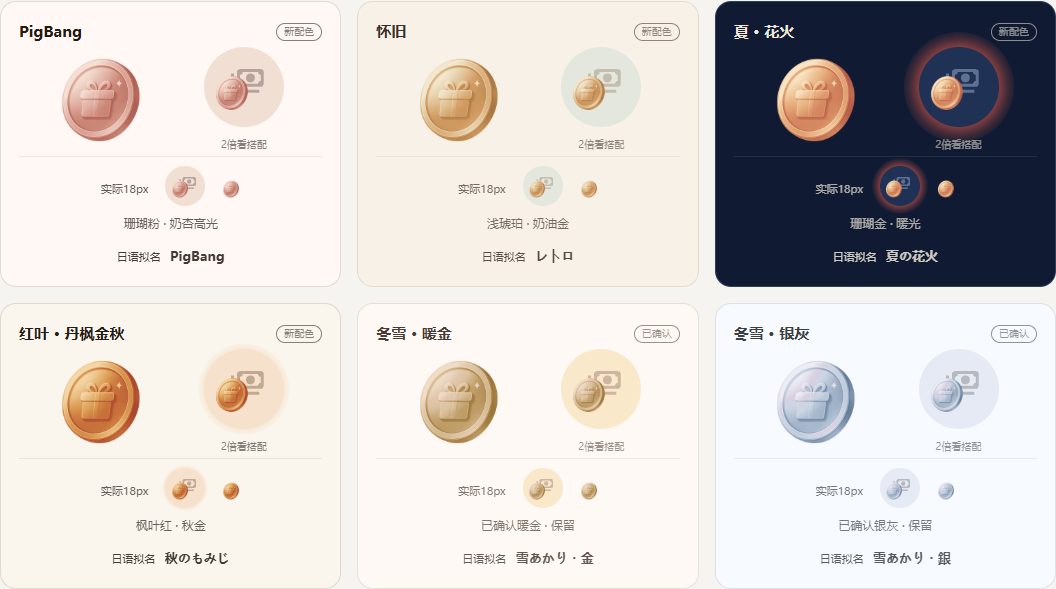 PigBang
新配色
2倍看搭配
实际18px
珊瑚粉 · 奶杏高光
日语拟名 PigBang
怀旧
新配色
2倍看搭配
实际18px
浅琥珀 · 奶油金
日语拟名 レトロ
夏・花火
新配色
2倍看搭配
实际18px
珊瑚金 · 暖光
日语拟名 夏の花火
红叶・丹枫金秋
新配色
2倍看搭配
实际18px
枫叶红 · 秋金
日语拟名 秋のもみじ
冬雪・暖金
已确认
2倍看搭配
实际18px
已确认暖金 · 保留
日语拟名 雪あかり・金
冬雪・银灰
已确认
2倍看搭配
实际18px
已确认银灰 · 保留
日语拟名 雪あかり・銀